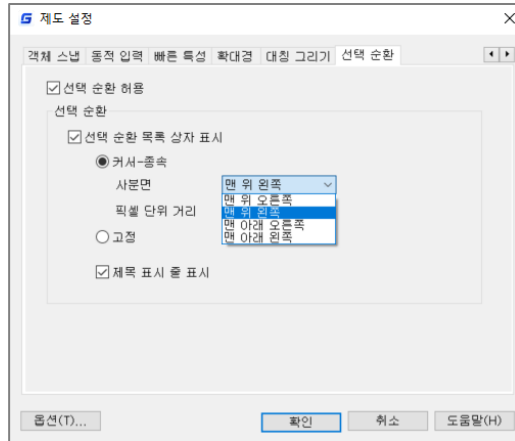 제도 설정
객체 스냅 동적 입력 빠른 특성 확대경 대칭 그리기 선택 순환
선택 순환 허용
선택 순환
선택 순환 목록 상자 표시
커서-종속
사분면 맨 위 왼쪽
맨 위 오른쪽
픽셀 단위 거리 맨 위 왼쪽
맨 아래 오른쪽
고정 맨 아래 왼쪽
제목 표시 줄 표시
옵션(T)... 확인 취소 도움말(H)